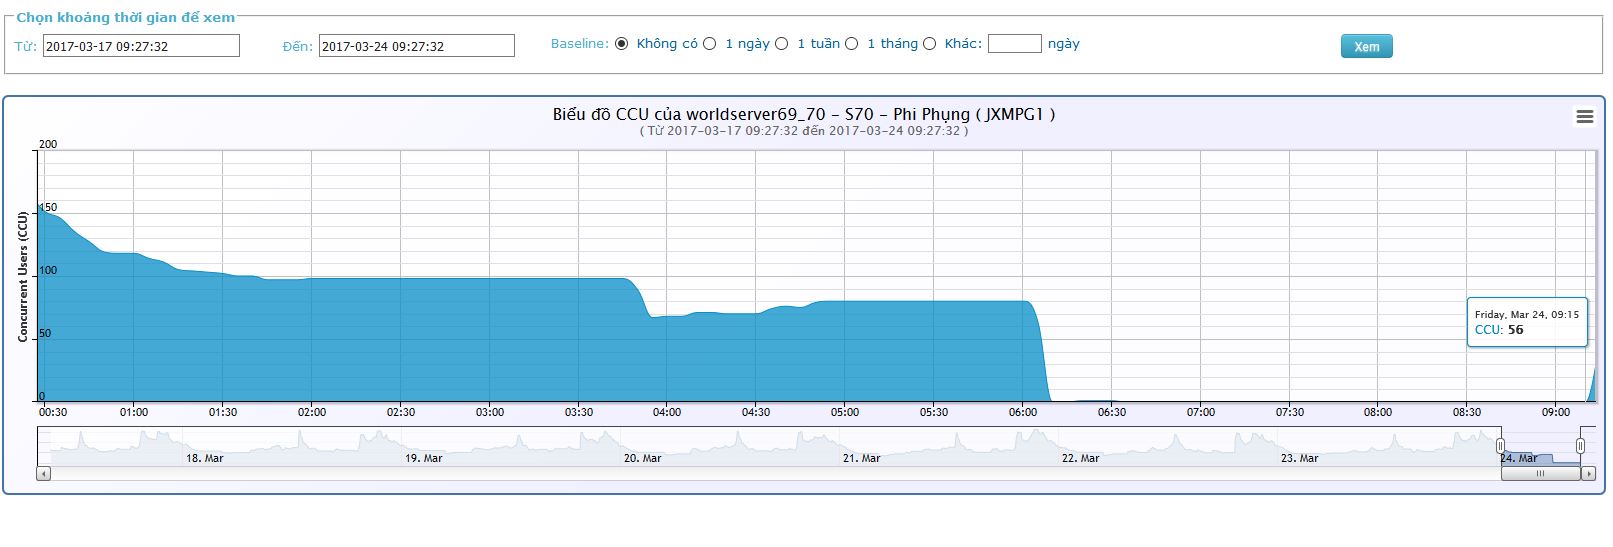 Chọn khoảng thời gian để xem
Từ: 2017-03-17 09:27:32 Đến: 2017-03-24 09:27:32 Baseline: Không có 1 ngày 1 tuần 1 tháng Khác: ngày Xem
Biểu đồ CCU của worldserver69_70 - S70 - Phi Phụng ( JXMPG1 )
( Từ 2017-03-17 09:27:32 đến 2017-03-24 09:27:32 )
Concurrent Users (CCU)
200
150
100
50
0
Friday, Mar 24, 09:15
CCU: 56
00:30 01:00 01:30 02:00 02:30 03:00 03:30 04:00 04:30 05:00 05:30 06:00 06:30 07:00 07:30 08:00 08:30 09:00
18. Mar 19. Mar 20. Mar 21. Mar 22. Mar 23. Mar 24. Mar